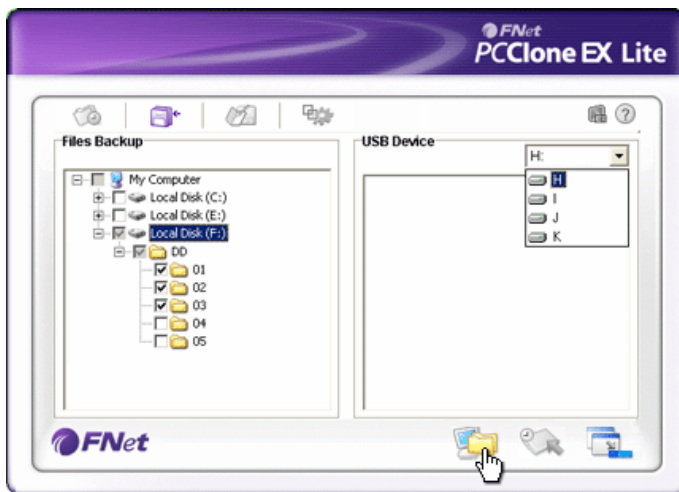 FNet
PCClone EX Lite
Files Backup
USB Device
H:
H
I
J
K
My Computer
Local Disk (C:)
Local Disk (E:)
Local Disk (F:)
DD
01
02
03
04
05
FNet